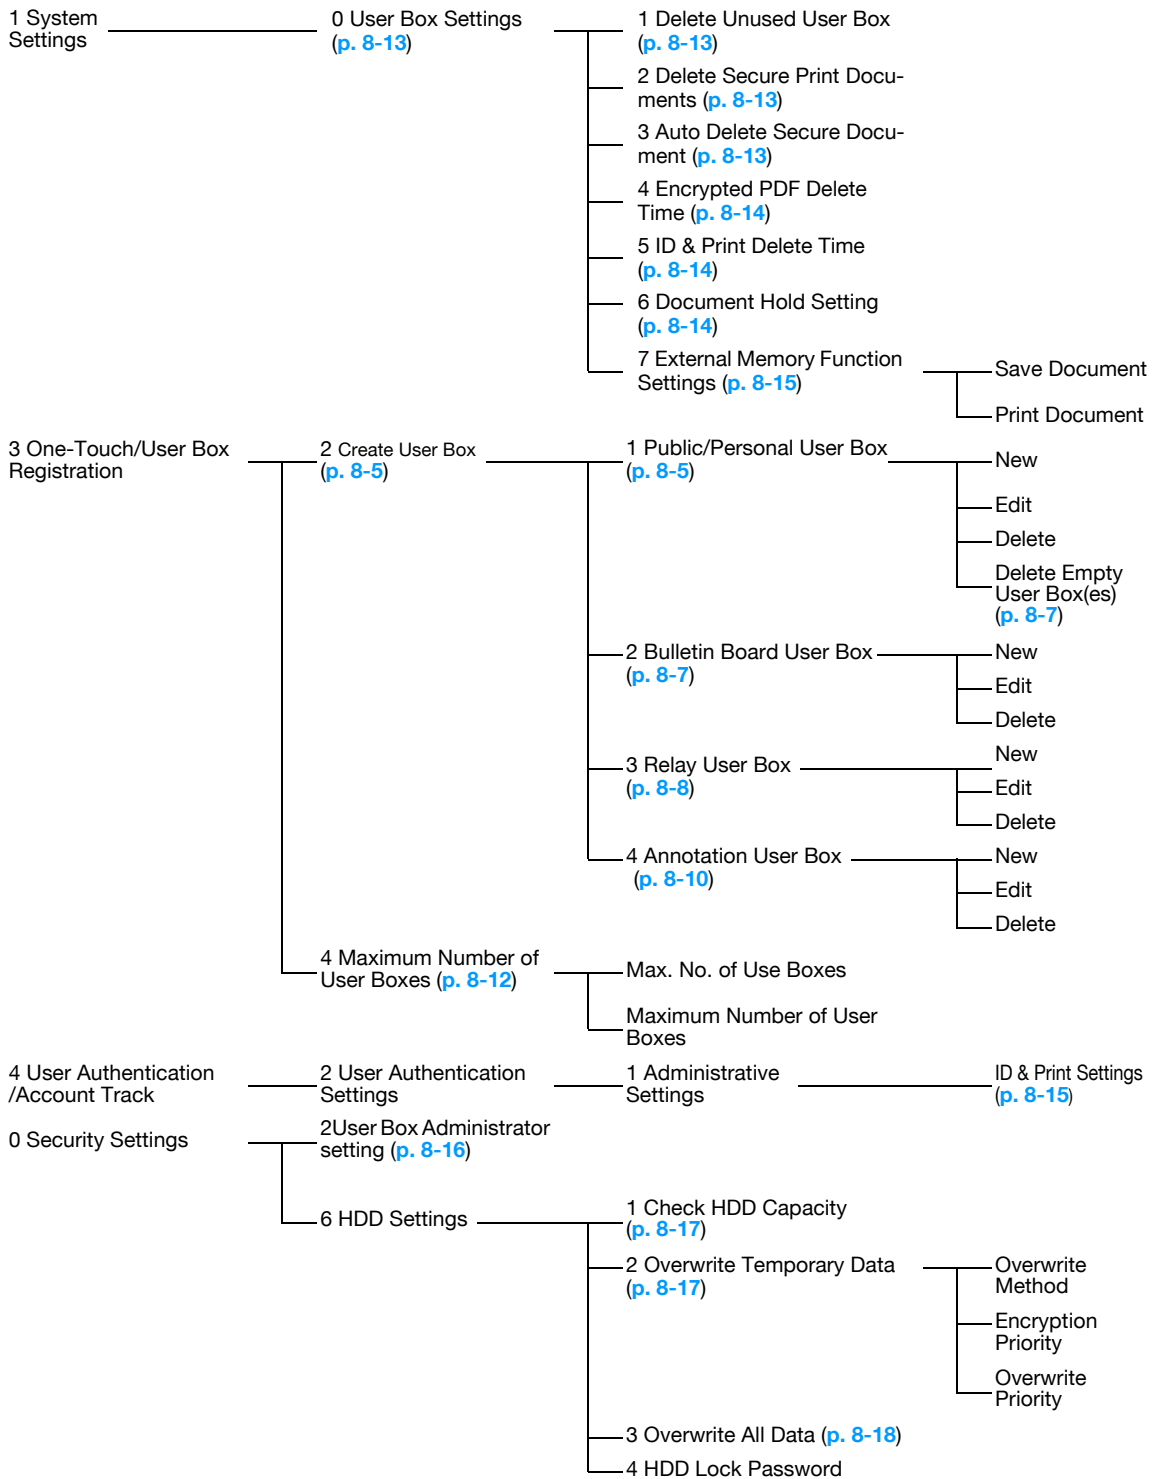 1 System
Settings
0 User Box Settings
(p. 8-13)
1 Delete Unused User Box
(p. 8-13)
2 Delete Secure Print Docu-
ments (p. 8-13)
3 Auto Delete Secure Docu-
ment (p. 8-13)
4 Encrypted PDF Delete
Time (p. 8-14)
5 ID & Print Delete Time
(p. 8-14)
6 Document Hold Setting
(p. 8-14)
7 External Memory Function
Settings (p. 8-15)
Save Document
Print Document
3 One-Touch/User Box
Registration
2 Create User Box
(p. 8-5)
1 Public/Personal User Box
(p. 8-5)
New
Edit
Delete
Delete Empty
User Box(es)
(p. 8-7)
2 Bulletin Board User Box
(p. 8-7)
New
Edit
Delete
3 Relay User Box
(p. 8-8)
New
Edit
Delete
4 Annotation User Box
(p. 8-10)
New
Edit
Delete
4 Maximum Number of
User Boxes (p. 8-12)
Max. No. of Use Boxes
Maximum Number of User
Boxes
4 User Authentication
/Account Track
2 User Authentication
Settings
1 Administrative
Settings
ID & Print Settings
(p. 8-15)
0 Security Settings
2User Box Administrator
setting (p. 8-16)
6 HDD Settings
1 Check HDD Capacity
(p. 8-17)
2 Overwrite Temporary Data
(p. 8-17)
Overwrite
Method
Encryption
Priority
Overwrite
Priority
3 Overwrite All Data (p. 8-18)
4 HDD Lock Password